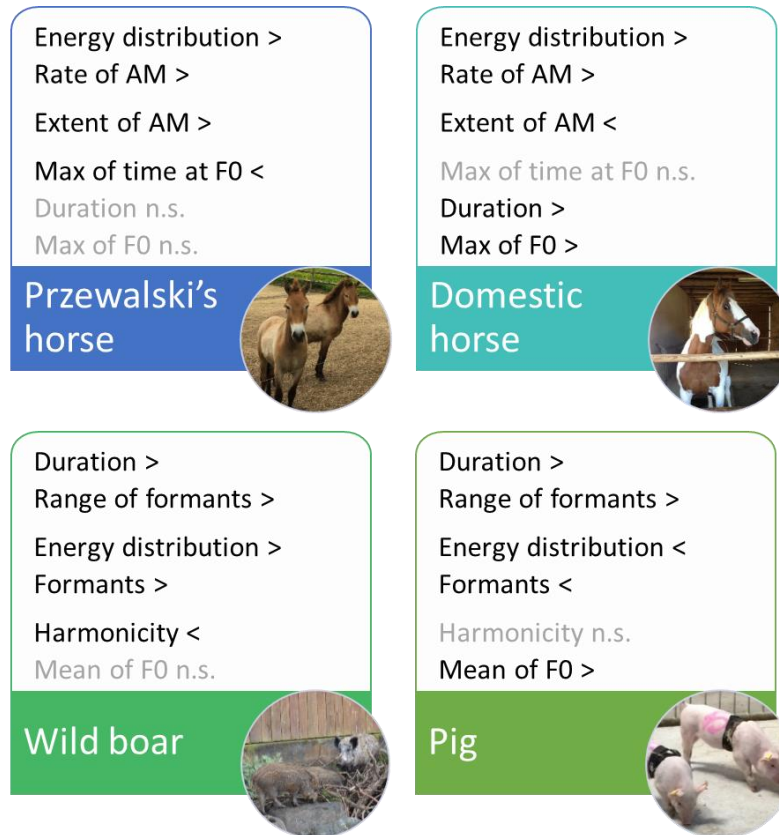 Energy distribution >
Rate of AM >
Extent of AM >
Max of time at F0 <
Duration n.s.
Max of F0 n.s.
Przewalski's
horse
Energy distribution >
Rate of AM >
Extent of AM <
Max of time at F0 n.s.
Duration >
Max of F0 >
Domestic
horse
Duration >
Range of formants >
Energy distribution >
Formants >
Harmonicity <
Mean of F0 n.s.
Wild boar
Duration >
Range of formants >
Energy distribution <
Formants <
Harmonicity n.s.
Mean of F0 >
Pig